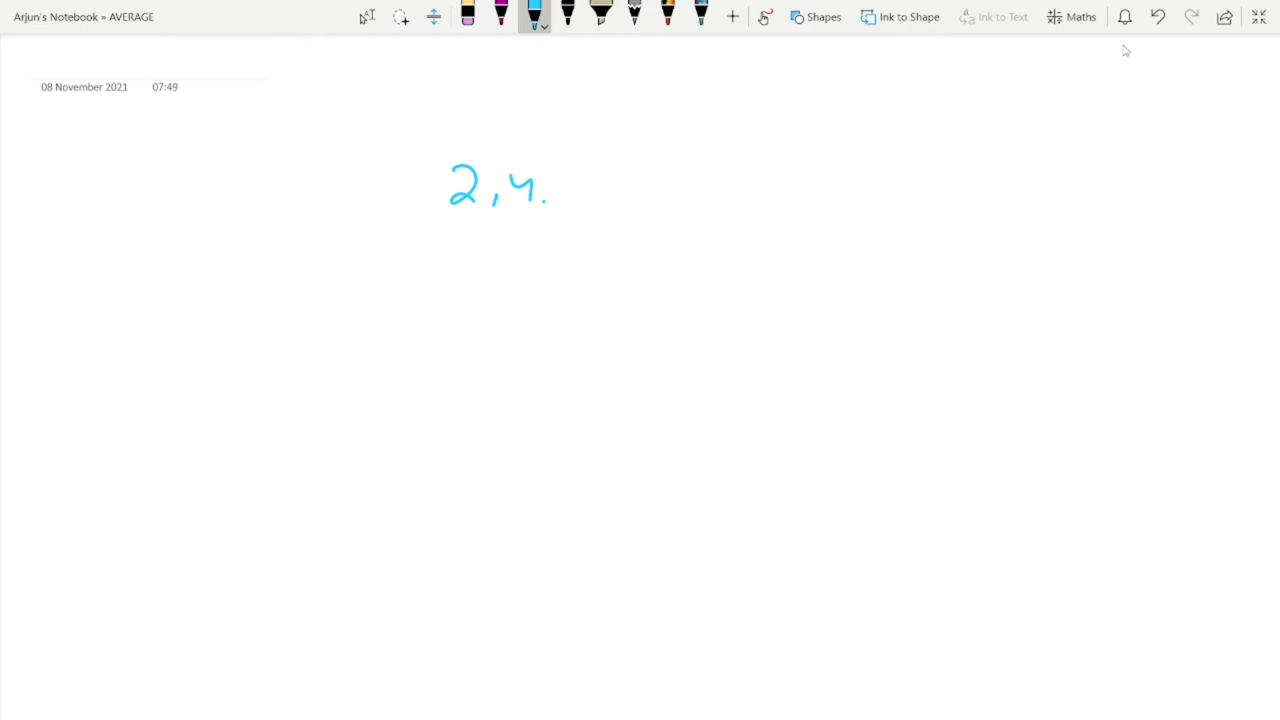 Arjun's Notebook » AVERAGE
Shapes
Ink to Shape
Ink to Text
Maths
08 November 2021 07:49
2,4.